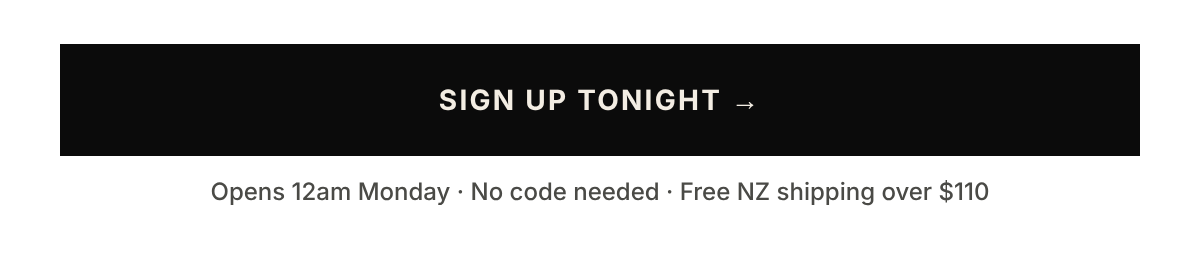 SIGN UP TONIGHT →
Opens 12am Monday · No code needed · Free NZ shipping over $110